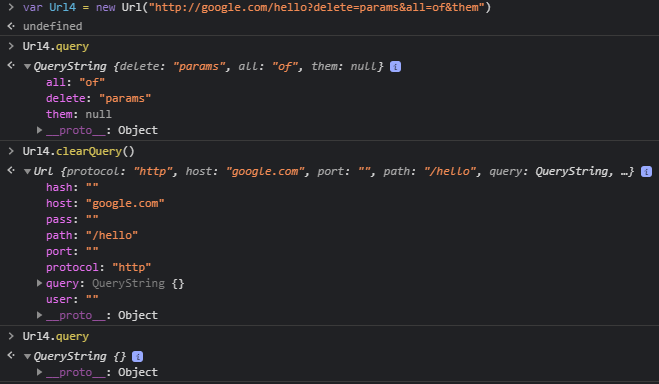 > var Url4 = new Url("http://google.com/hello?delete=params&all=of&them")
undefined
> Url4.query
QueryString {delete: "params", all: "of", them: null} i
all: "of"
delete: "params"
them: null
__proto__: Object
> Url4.clearQuery()
Url {protocol: "http", host: "google.com", port: "", path: "/hello", query: QueryString, …} i
hash: ""
host: "google.com"
pass: ""
path: "/hello"
port: ""
protocol: "http"
query: QueryString {}
user: ""
__proto__: Object
> Url4.query
QueryString {} i
__proto__: Object